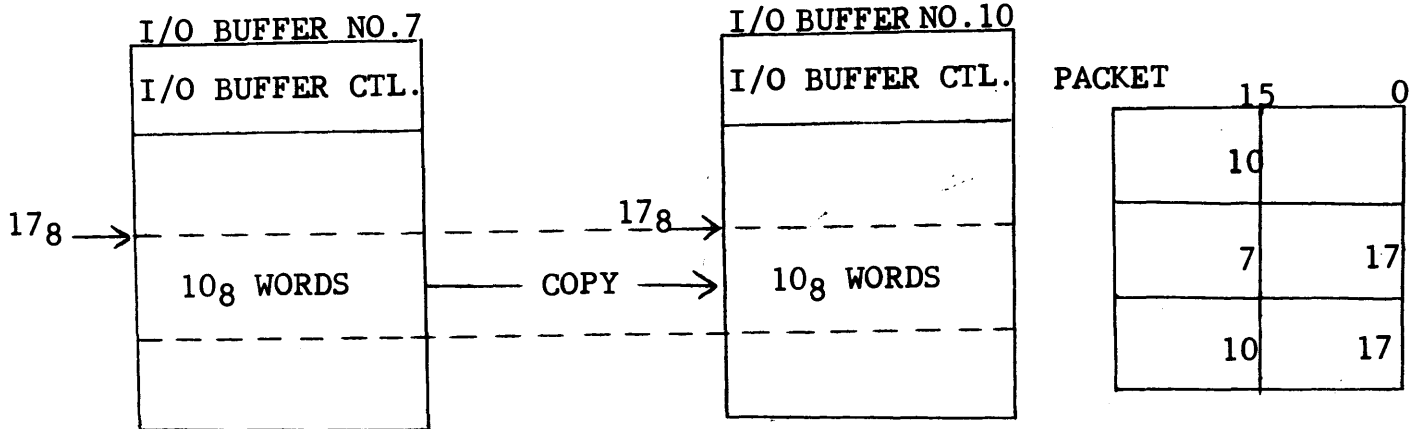 I/O BUFFER NO.7
I/O BUFFER CTL.
17₈
10₈ WORDS
COPY
I/O BUFFER NO.10
I/O BUFFER CTL.
17₈
10₈ WORDS
PACKET
15 0
10
7 17
10 17